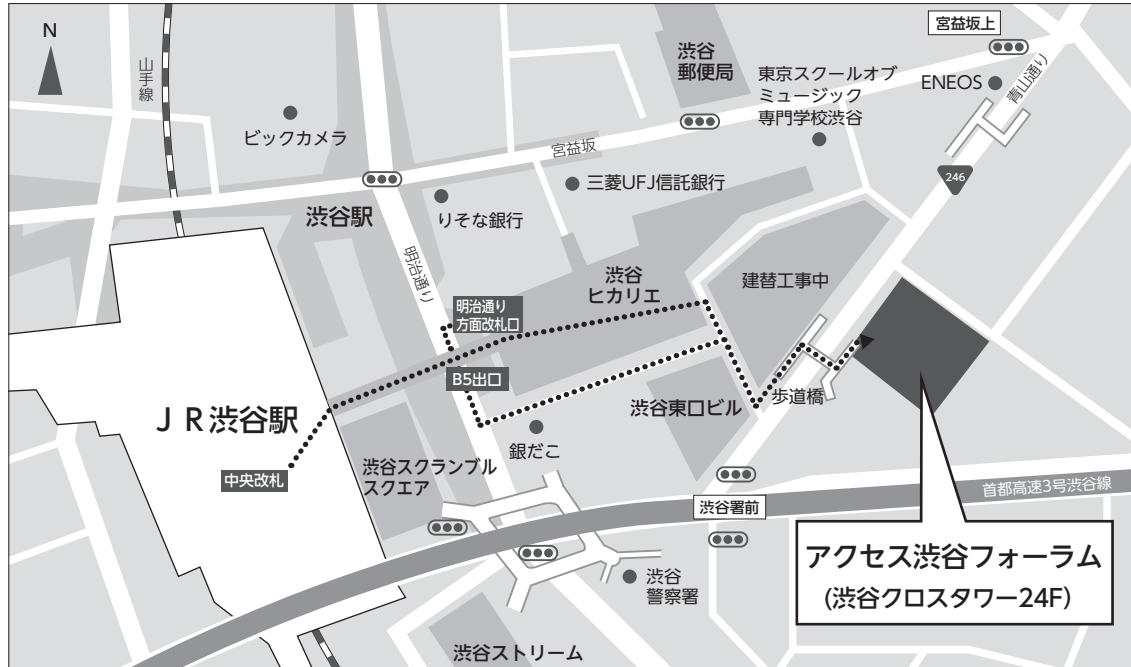 N
山手線
ビックカメラ
渋谷
郵便局
東京スクールオブ
ミュージック
専門学校渋谷
宮益坂上
ENEOS
青山通り
246
宮益坂
三菱UFJ信託銀行
りそな銀行
渋谷駅
明治通り
渋谷
ヒカリエ
建替工事中
明治通り
方面改札口
B5出口
JR渋谷駅
中央改札
渋谷スクランブル
スクエア
銀だこ
渋谷東口ビル
歩道橋
首都高速3号渋谷線
渋谷署前
渋谷
警察署
渋谷ストリーム
アクセス渋谷フォーラム
(渋谷クロスタワー24F)